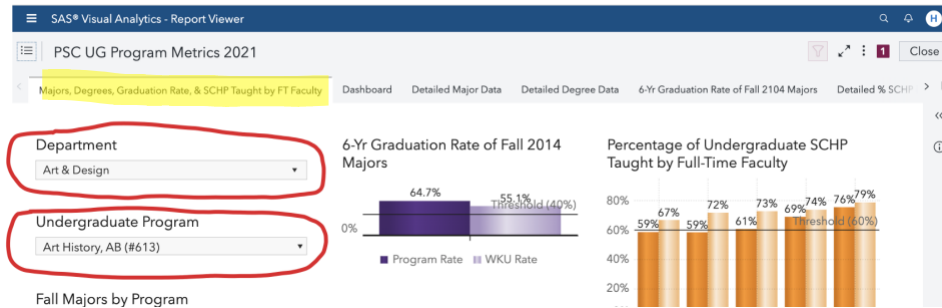 SAS® Visual Analytics - Report Viewer
H
PSC UG Program Metrics 2021
1
Close
Majors, Degrees, Graduation Rate, & SCHP Taught by FT Faculty
Dashboard
Detailed Major Data
Detailed Degree Data
6-Yr Graduation Rate of Fall 2104 Majors
Detailed % SCHP
Department
Art & Design
Undergraduate Program
Art History, AB (#613)
Fall Majors by Program
6-Yr Graduation Rate of Fall 2014
Majors
64.7%
55.1%
Threshold (40%)
0%
Program Rate
WKU Rate
Percentage of Undergraduate SCHP
Taught by Full-Time Faculty
80%
59%
67%
59%
72%
61%
73%
69%
74%
76%
79%
Threshold (60%)
60%
40%
20%